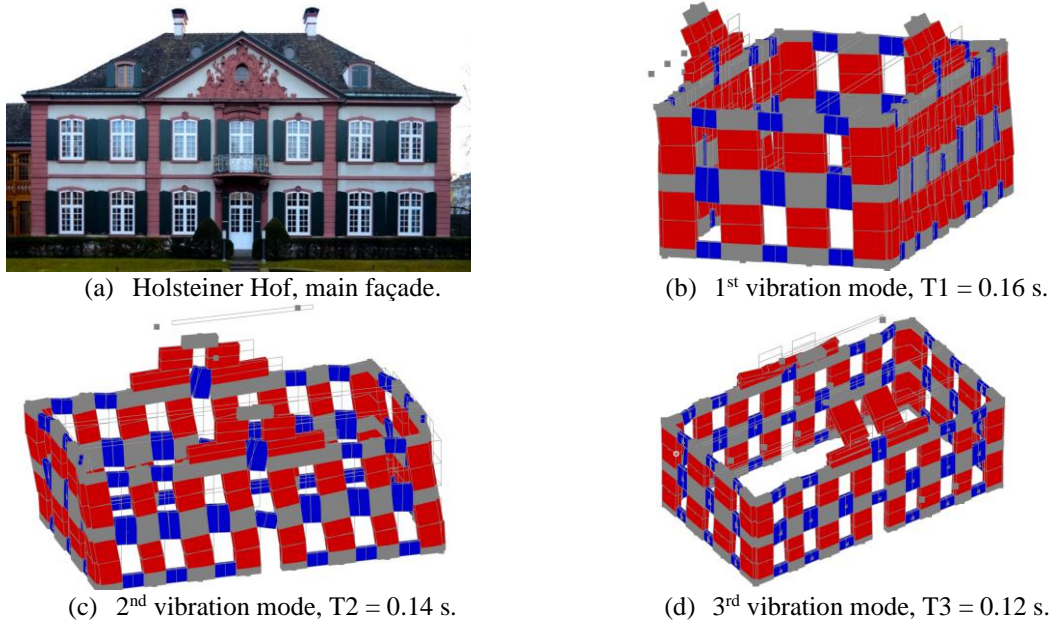 (a) Holsteiner Hof, main façade.
(b) 1st vibration mode, T1 = 0.16 s.
(c) 2nd vibration mode, T2 = 0.14 s.
(d) 3rd vibration mode, T3 = 0.12 s.